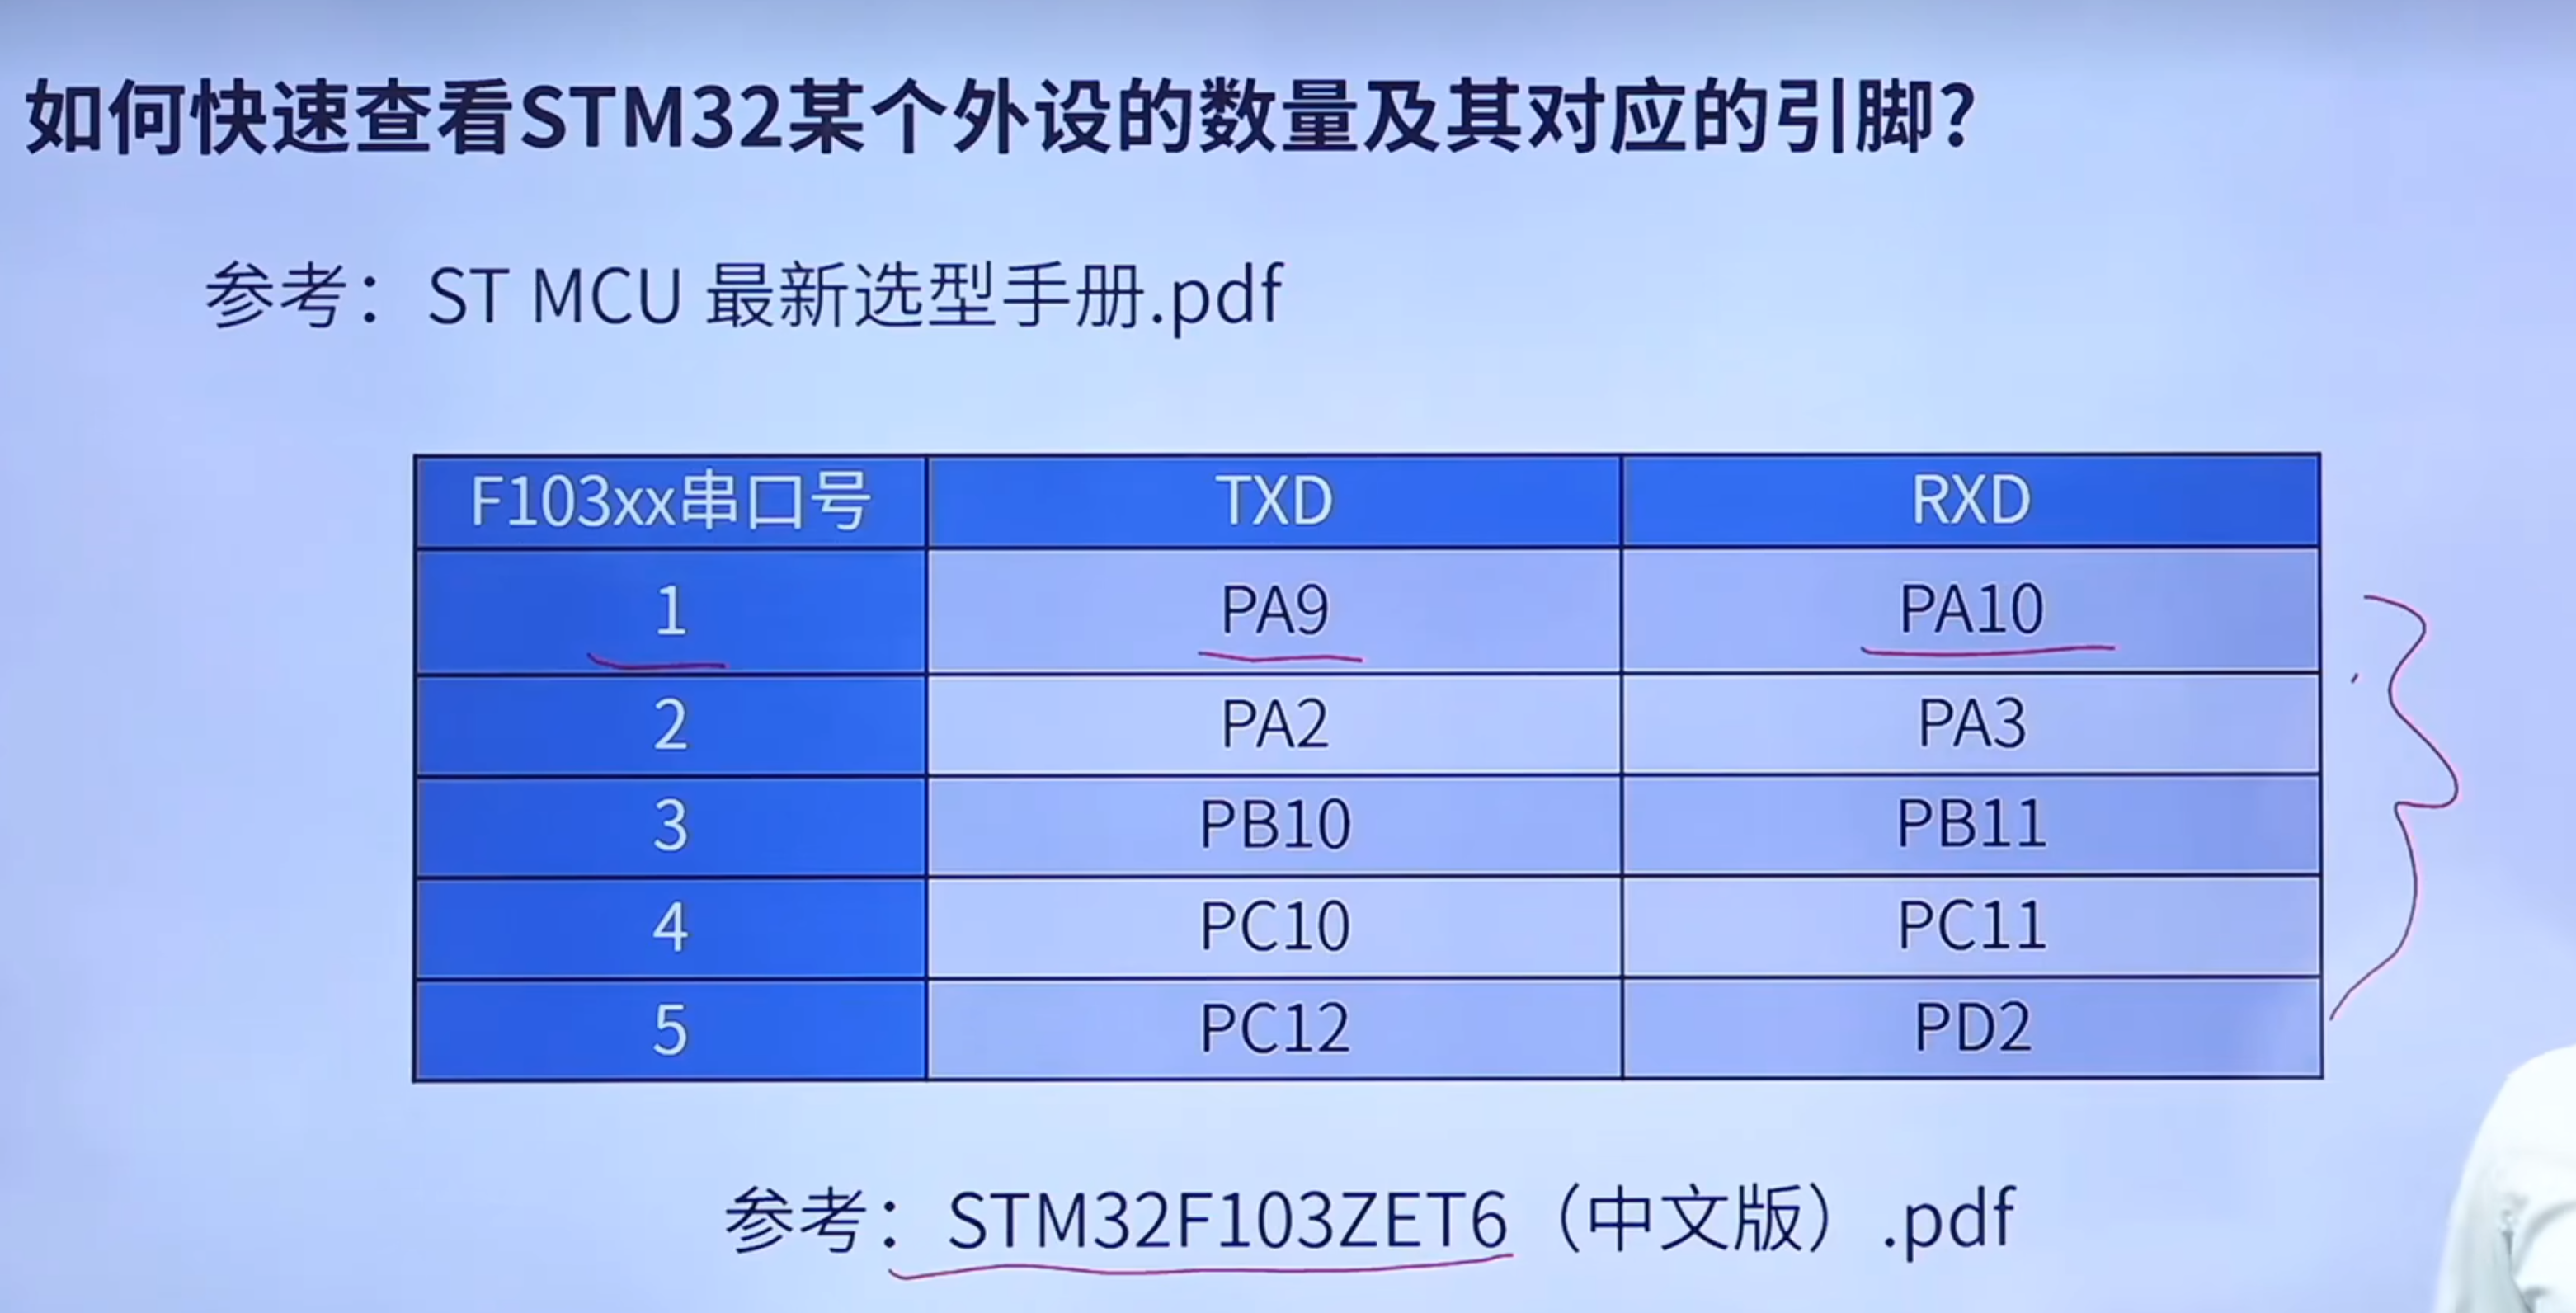 如何快速查看STM32某个外设的数量及其对应的引脚?
参考：ST MCU 最新选型手册.pdf
F103xx串口号 TXD RXD
1 PA9 PA10
2 PA2 PA3
3 PB10 PB11
4 PC10 PC11
5 PC12 PD2
参考：STM32F103ZET6（中文版）.pdf